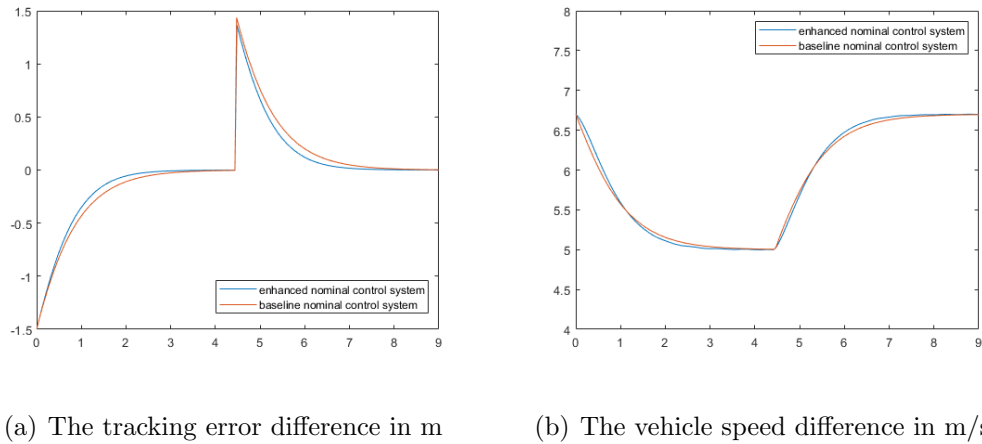 1.5
1
0.5
0
-0.5
-1
-1.5
0 1 2 3 4 5 6 7 8 9
enhanced nominal control system
baseline nominal control system
(a) The tracking error difference in m
8
7.5
7
6.5
6
5.5
5
4.5
4
0 1 2 3 4 5 6 7 8 9
enhanced nominal control system
baseline nominal control system
(b) The vehicle speed difference in m/s